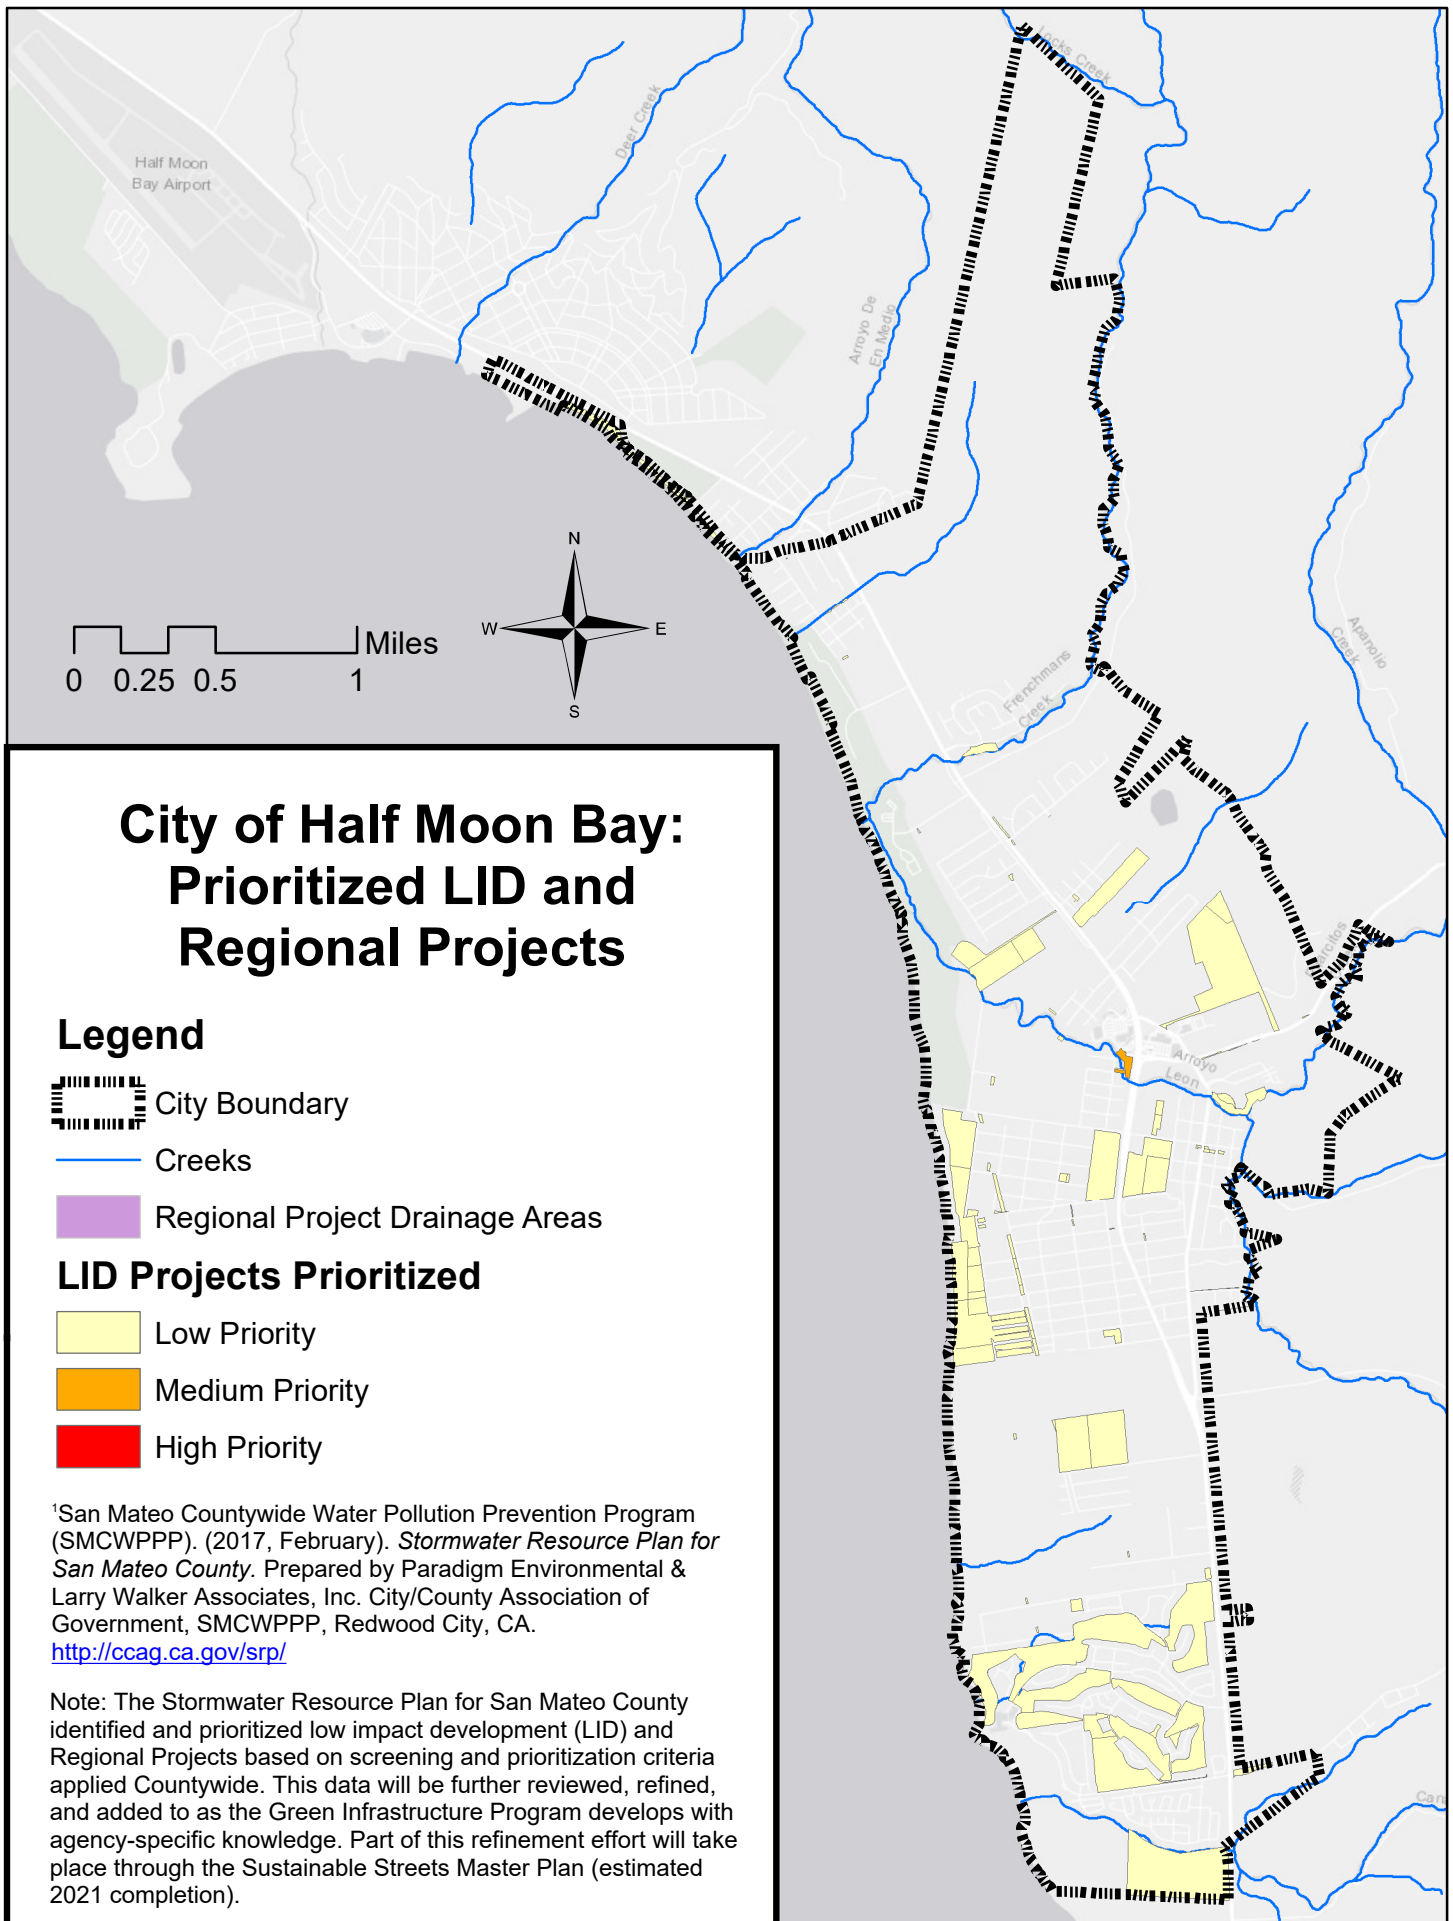 Locks Creek
Deer Creek
Half Moon
Bay Airport
Arroyo De
En Medio
N
W
E
S
Miles
0 0.25 0.5 1
Apanolio
Creek
Frenchmans
Creek
Arroyo
Leon
City of Half Moon Bay:
Prioritized LID and
Regional Projects
Legend
City Boundary
Creeks
Regional Project Drainage Areas
LID Projects Prioritized
Low Priority
Medium Priority
High Priority
¹San Mateo Countywide Water Pollution Prevention Program
(SMCWPPP). (2017, February). Stormwater Resource Plan for
San Mateo County. Prepared by Paradigm Environmental &
Larry Walker Associates, Inc. City/County Association of
Government, SMCWPPP, Redwood City, CA.
http://ccag.ca.gov/srp/
Note: The Stormwater Resource Plan for San Mateo County
identified and prioritized low impact development (LID) and
Regional Projects based on screening and prioritization criteria
applied Countywide. This data will be further reviewed, refined,
and added to as the Green Infrastructure Program develops with
agency-specific knowledge. Part of this refinement effort will take
place through the Sustainable Streets Master Plan (estimated
2021 completion).